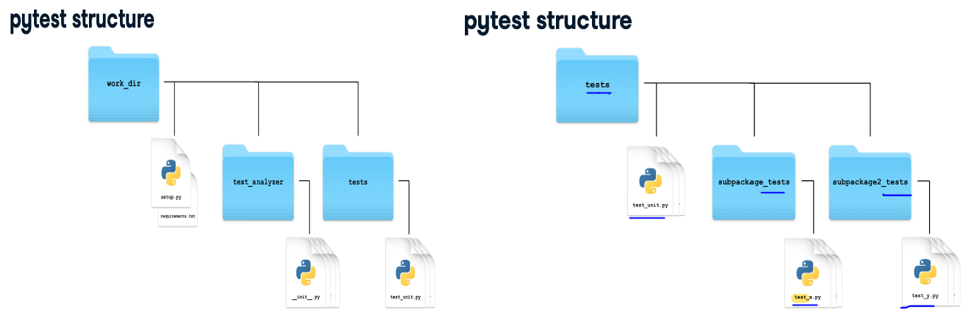 pytest structure
work_dir
setup.py
requirements.txt
text_analyzer
tests
__init__.py
test_unit.py
pytest structure
tests
test_unit.py
subpackage_tests
subpackage2_tests
test_x.py
test_y.py